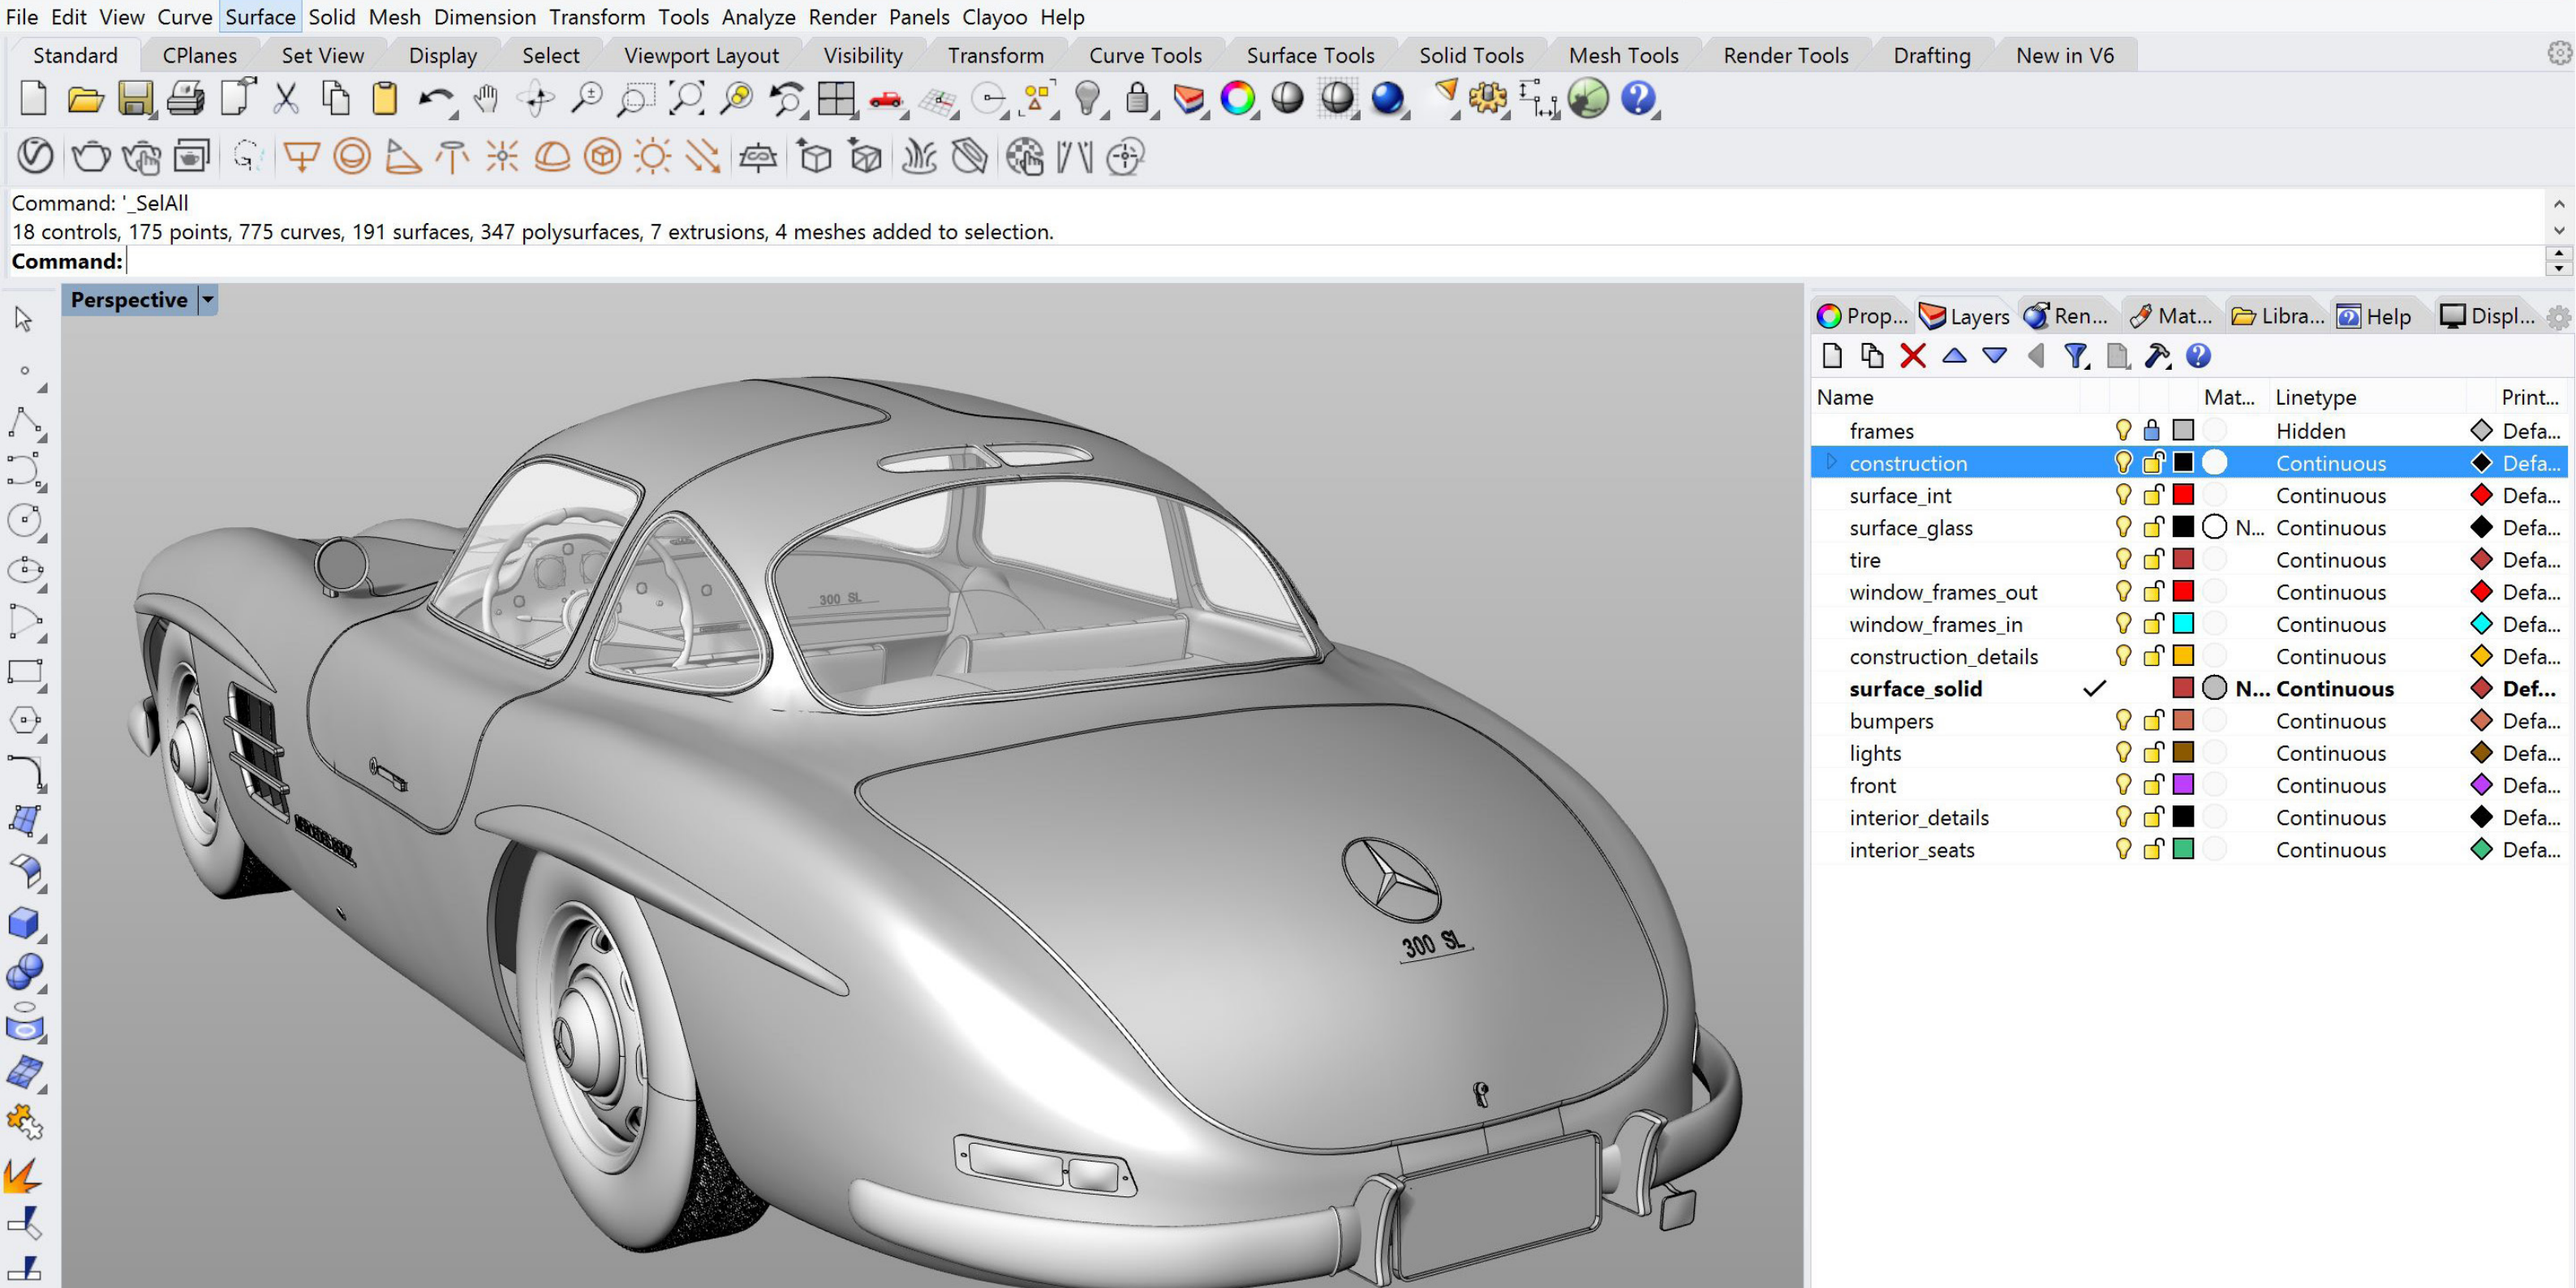 File Edit View Curve Surface Solid Mesh Dimension Transform Tools Analyze Render Panels Clayoo Help
Standard CPlanes Set View Display Select Viewport Layout Visibility Transform Curve Tools Surface Tools Solid Tools Mesh Tools Render Tools Drafting New in V6
Command: '_SelAll
18 controls, 175 points, 775 curves, 191 surfaces, 347 polysurfaces, 7 extrusions, 4 meshes added to selection.
Command:
Perspective
Prop... Layers Ren... Mat... Libra... Help Displ...
Name Mat... Linetype Print...
frames Hidden Defa...
construction Continuous Defa...
surface_int Continuous Defa...
surface_glass N... Continuous Defa...
tire Continuous Defa...
window_frames_out Continuous Defa...
window_frames_in Continuous Defa...
construction_details Continuous Defa...
surface_solid N... Continuous Def...
bumpers Continuous Defa...
lights Continuous Defa...
front Continuous Defa...
interior_details Continuous Defa...
interior_seats Continuous Defa...
300 SL
MERCEDES-BENZ
300 SL